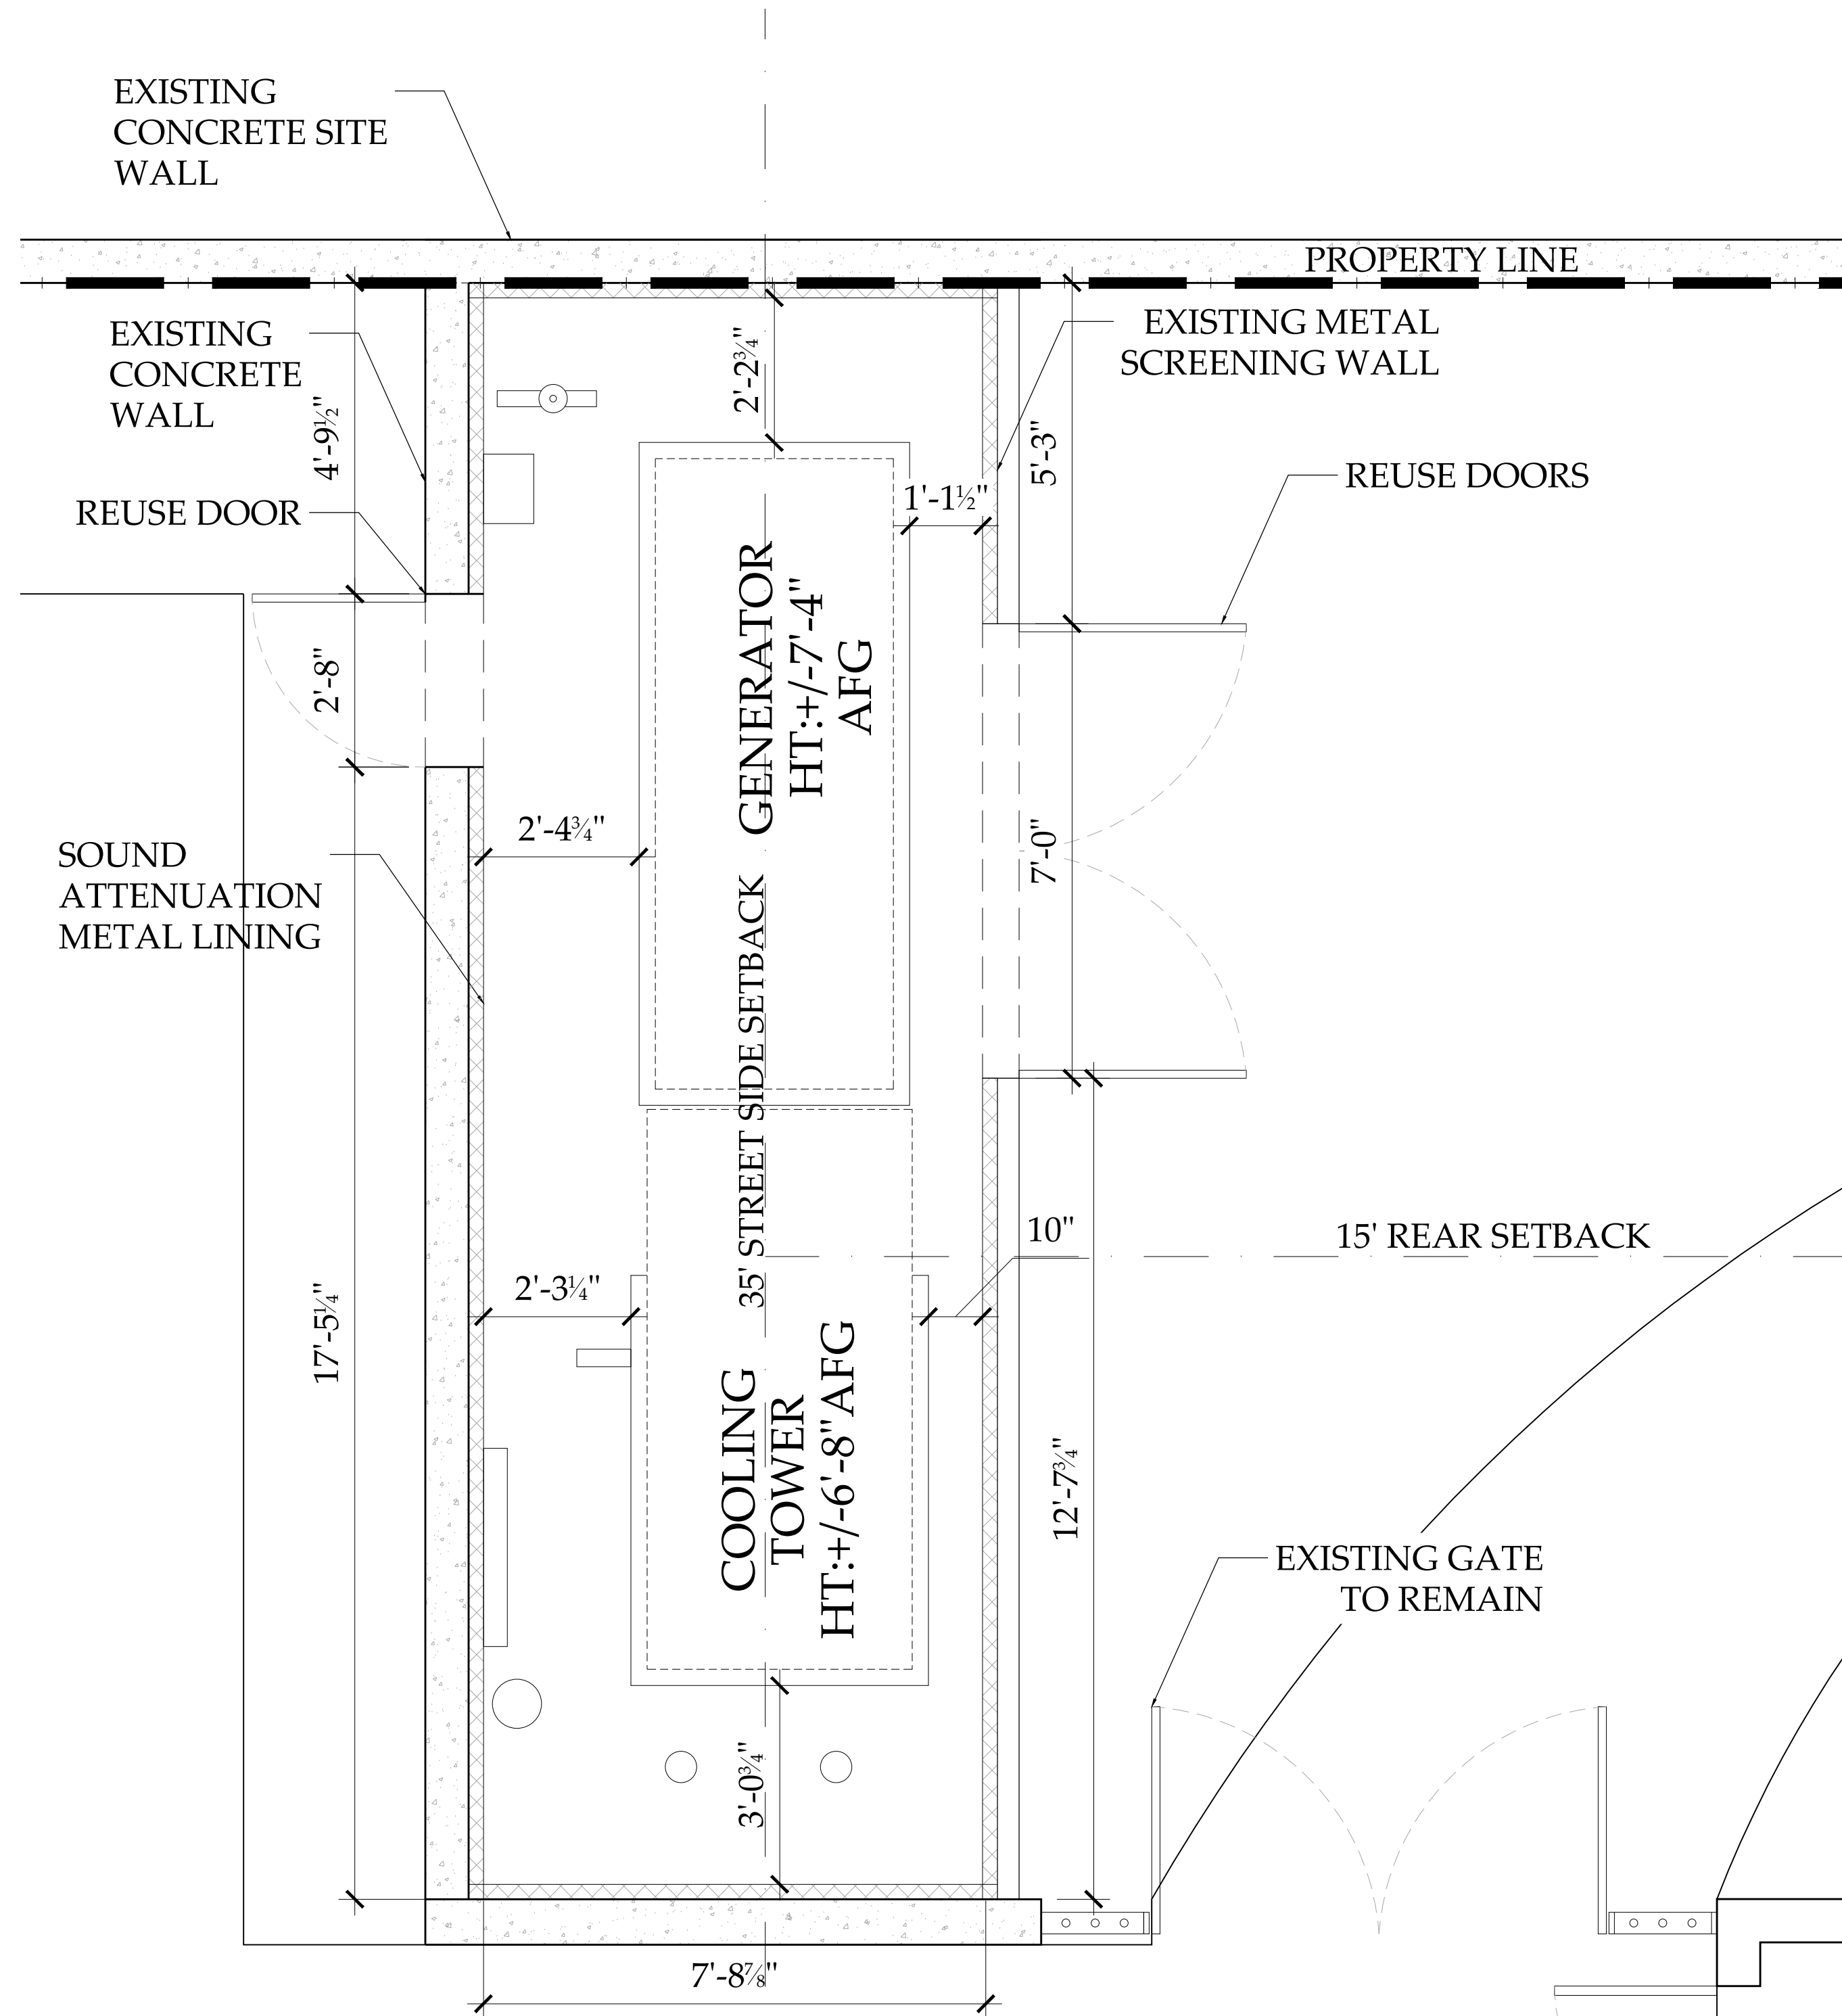 EXISTING
CONCRETE SITE
WALL
PROPERTY LINE
EXISTING
CONCRETE
WALL
EXISTING METAL
SCREENING WALL
2'-2¾"
4'-9½"
5'-3"
REUSE DOORS
1'-1½"
REUSE DOOR
GENERATOR
HT:+/-7'-4"
AFG
2'-8"
2'-4¾"
7'-0"
SOUND
ATTENUATION
METAL LINING
35' STREET SIDE SETBACK
10"
15' REAR SETBACK
2'-3¼"
17'-5¼"
COOLING
TOWER
HT:+/-6'-8"AFG
12'-7¾"
EXISTING GATE
TO REMAIN
3'-0¾"
7'-8⅞"